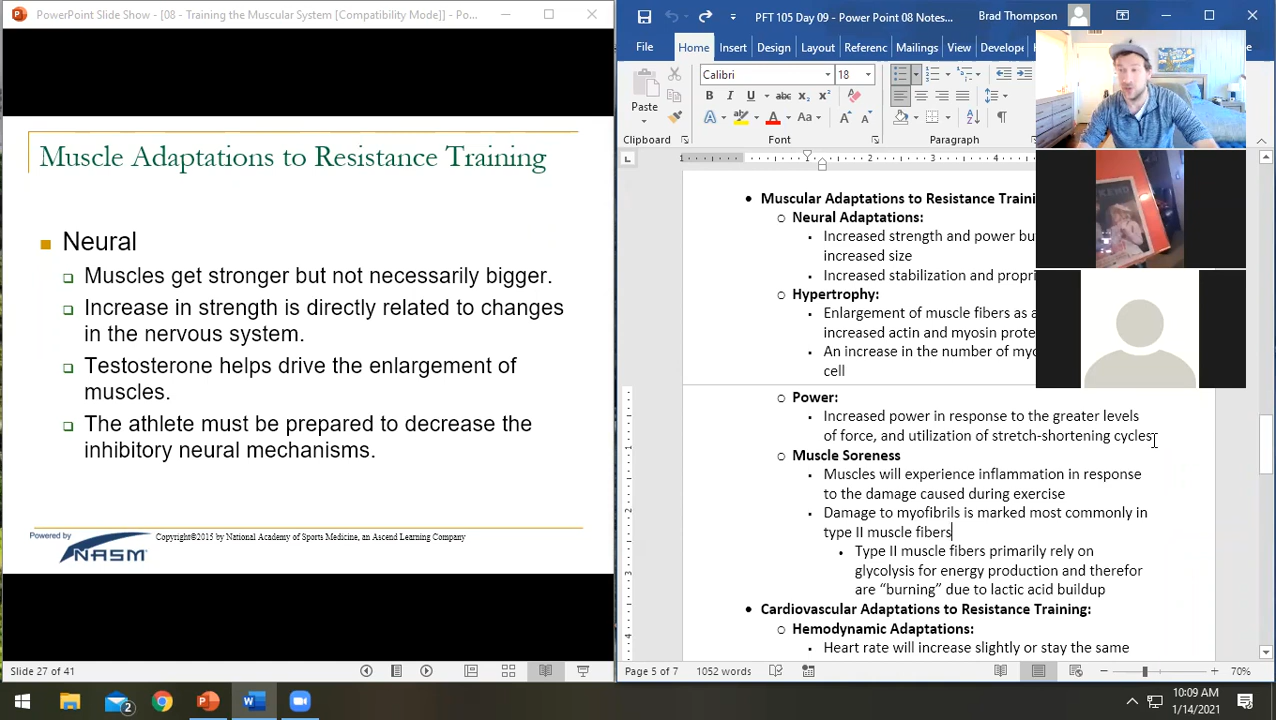 PowerPoint Slide Show - [08 - Training the Muscular System [Compatibility Mode]] - Po...
PFT 105 Day 09 - Power Point 08 Notes...
Brad Thompson
File
Home
Insert
Design
Layout
Referenc
Mailings
Review
View
Develop
Paste
Calibri
18
Clipboard
Font
Paragraph
Muscle Adaptations to Resistance Training
Neural
Muscles get stronger but not necessarily bigger.
Increase in strength is directly related to changes
in the nervous system.
Testosterone helps drive the enlargement of
muscles.
The athlete must be prepared to decrease the
inhibitory neural mechanisms.
Powered by
NASM
Copyright©2015 by National Academy of Sports Medicine, an Ascend Learning Company
Slide 27 of 41
Muscular Adaptations to Resistance Traini
Neural Adaptations:
Increased strength and power bu
increased size
Increased stabilization and propri
Hypertrophy:
Enlargement of muscle fibers as a
increased actin and myosin prote
An increase in the number of myo
cell
Power:
Increased power in response to the greater levels
of force, and utilization of stretch-shortening cycles
Muscle Soreness
Muscles will experience inflammation in response
to the damage caused during exercise
Damage to myofibrils is marked most commonly in
type II muscle fibers
Type II muscle fibers primarily rely on
glycolysis for energy production and therefor
are “burning” due to lactic acid buildup
Cardiovascular Adaptations to Resistance Training:
Hemodynamic Adaptations:
Heart rate will increase slightly or stay the same
Page 5 of 7
1052 words
70%
10:09 AM
1/14/2021